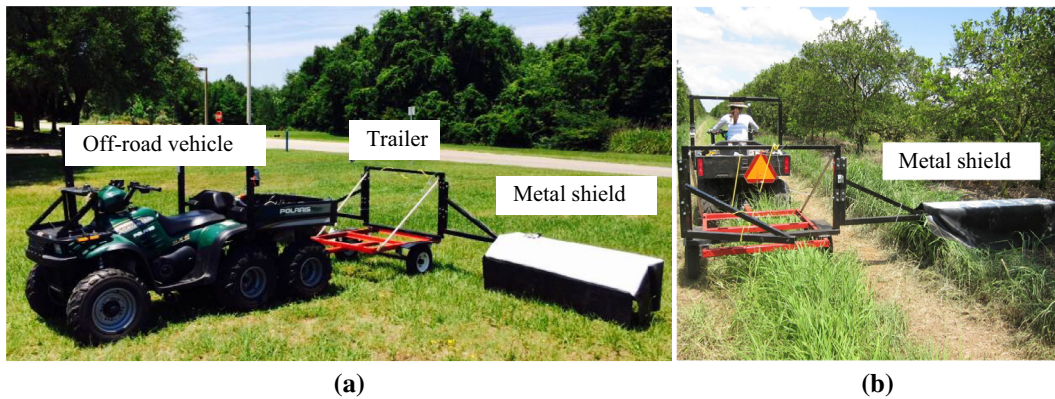 Off-road vehicle
Trailer
Metal shield
POLARIS
Metal shield
(a)
(b)